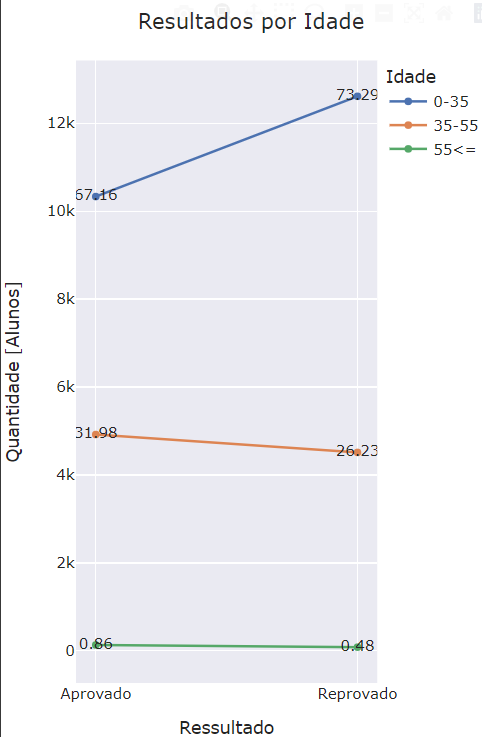 Resultados por Idade
Idade
0-35
35-55
55<=
Quantidade [Alunos]
12k
10k
8k
6k
4k
2k
0
67.16
73.29
31.98
26.23
0.86
0.48
Aprovado
Reprovado
Ressultado